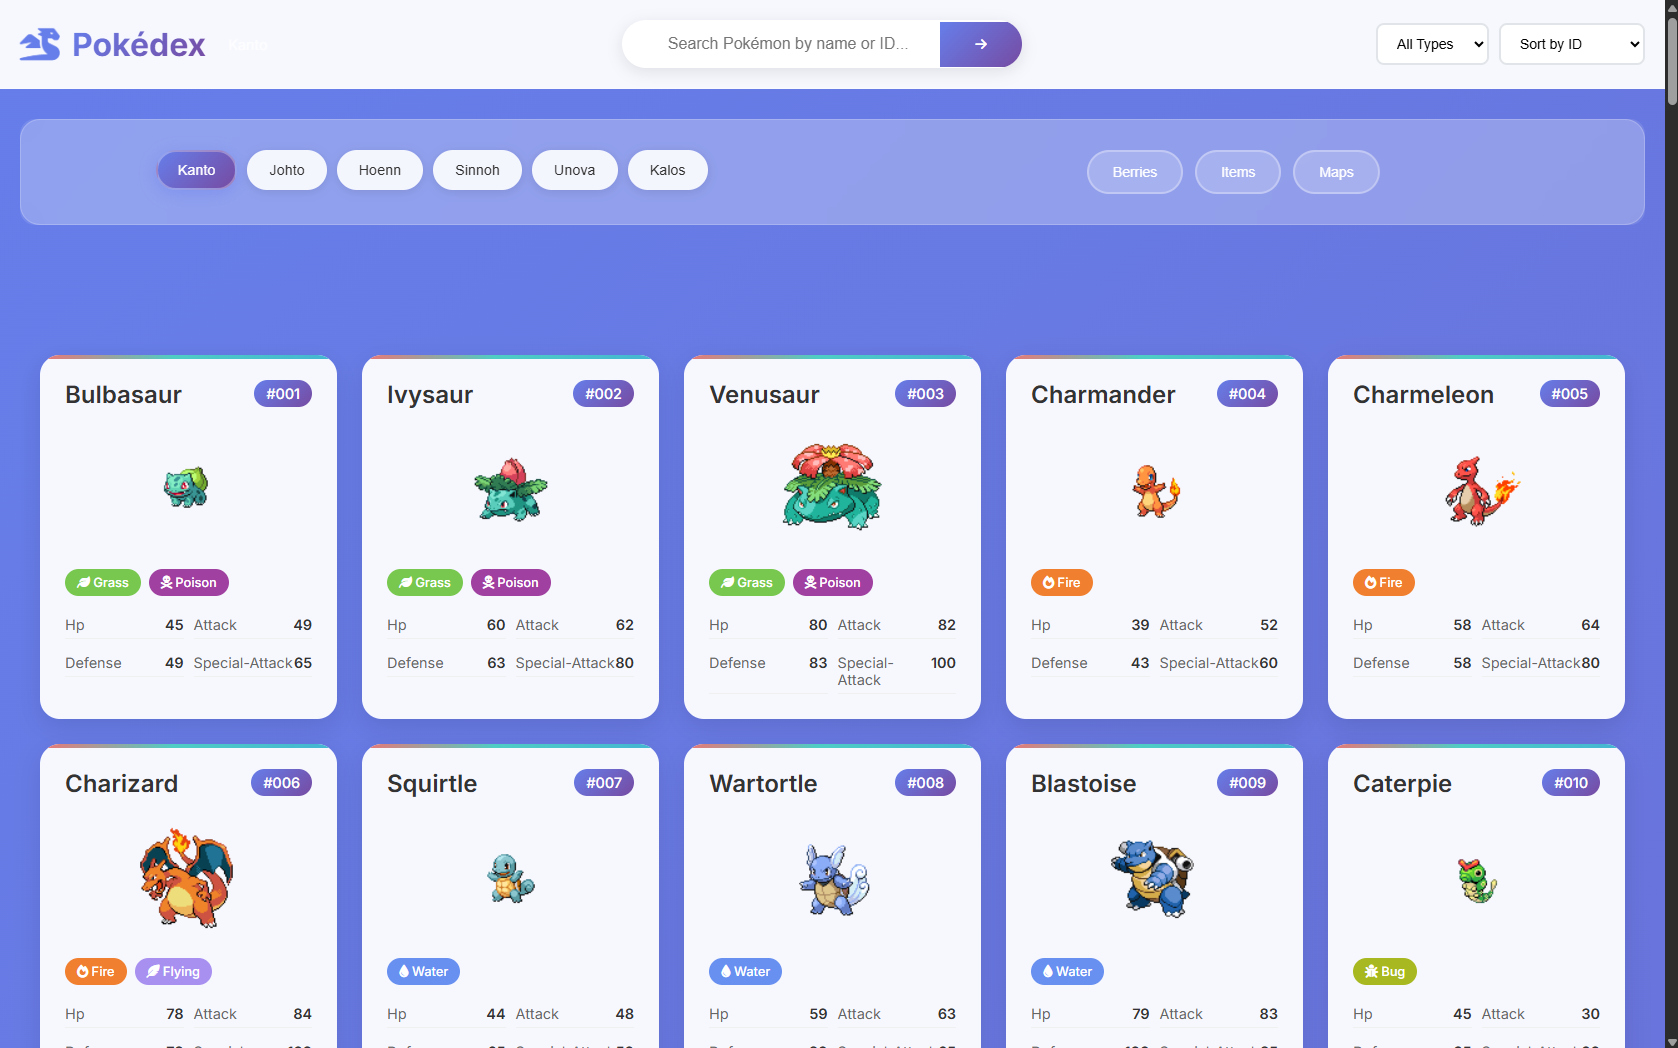 Pokédex Kanto Search Pokémon by name or ID... All Types Sort by ID
Kanto Johto Hoenn Sinnoh Unova Kalos Berries Items Maps
Bulbasaur #001
Grass Poison
Hp 45 Attack 49
Defense 49 Special-Attack 65
Ivysaur #002
Grass Poison
Hp 60 Attack 62
Defense 63 Special-Attack 80
Venusaur #003
Grass Poison
Hp 80 Attack 82
Defense 83 Special-
Attack 100
Charmander #004
Fire
Hp 39 Attack 52
Defense 43 Special-Attack 60
Charmeleon #005
Fire
Hp 58 Attack 64
Defense 58 Special-Attack 80
Charizard #006
Fire Flying
Hp 78 Attack 84
Squirtle #007
Water
Hp 44 Attack 48
Wartortle #008
Water
Hp 59 Attack 63
Blastoise #009
Water
Hp 79 Attack 83
Caterpie #010
Bug
Hp 45 Attack 30